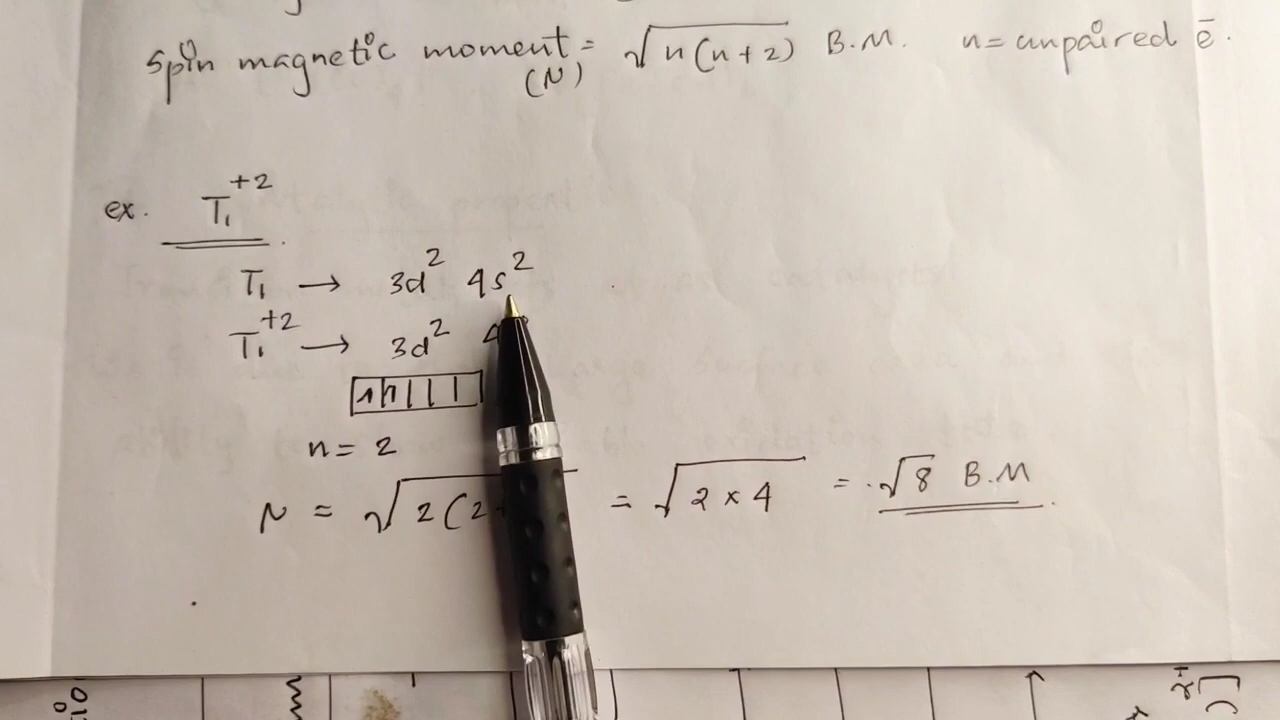 spin magnetic moment = √n(n+2) B.M. n= unpaired ē.
(μ)
ex. Ti+2
Ti → 3d2 4s2
Ti+2 → 3d2
n = 2
μ = √2(2 = √2 × 4 = √8 B.M